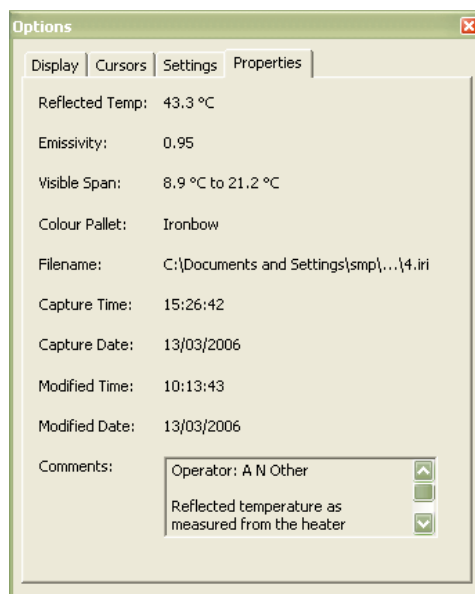 Options
Display Cursors Settings Properties
Reflected Temp: 43.3 °C
Emissivity: 0.95
Visible Span: 8.9 °C to 21.2 °C
Colour Pallet: Ironbow
Filename: C:\Documents and Settings\smp\...\4.iri
Capture Time: 15:26:42
Capture Date: 13/03/2006
Modified Time: 10:13:43
Modified Date: 13/03/2006
Comments: Operator: A N Other
Reflected temperature as
measured from the heater